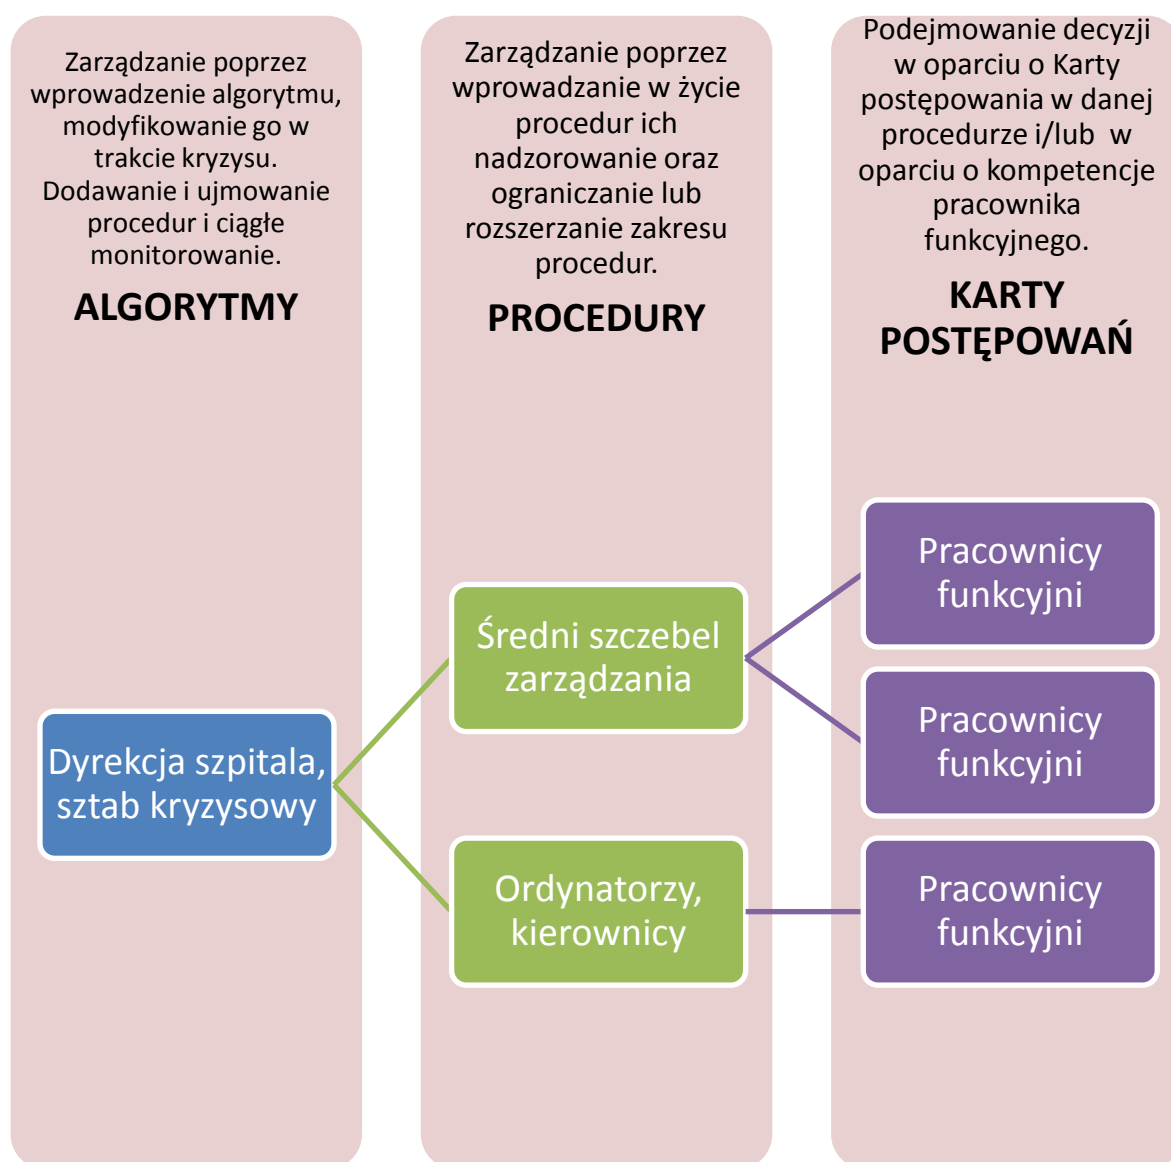 Zarządzanie poprzez
wprowadzenie algorytmu,
modyfikowanie go w
trakcie kryzysu.
Dodawanie i ujmowanie
procedur i ciągłe
monitorowanie.
ALGORYTMY
Zarządzanie poprzez
wprowadzanie w życie
procedur ich
nadzorowanie oraz
ograniczanie lub
rozszerzanie zakresu
procedur.
PROCEDURY
Podejmowanie decyzji
w oparciu o Karty
postępowania w danej
procedurze i/lub w
oparciu o kompetencje
pracownika
funkcyjnego.
KARTY
POSTĘPOWAŃ
Dyrekcja szpitala,
sztab kryzysowy
Średni szczebel
zarządzania
Ordynatorzy,
kierownicy
Pracownicy
funkcyjni
Pracownicy
funkcyjni
Pracownicy
funkcyjni